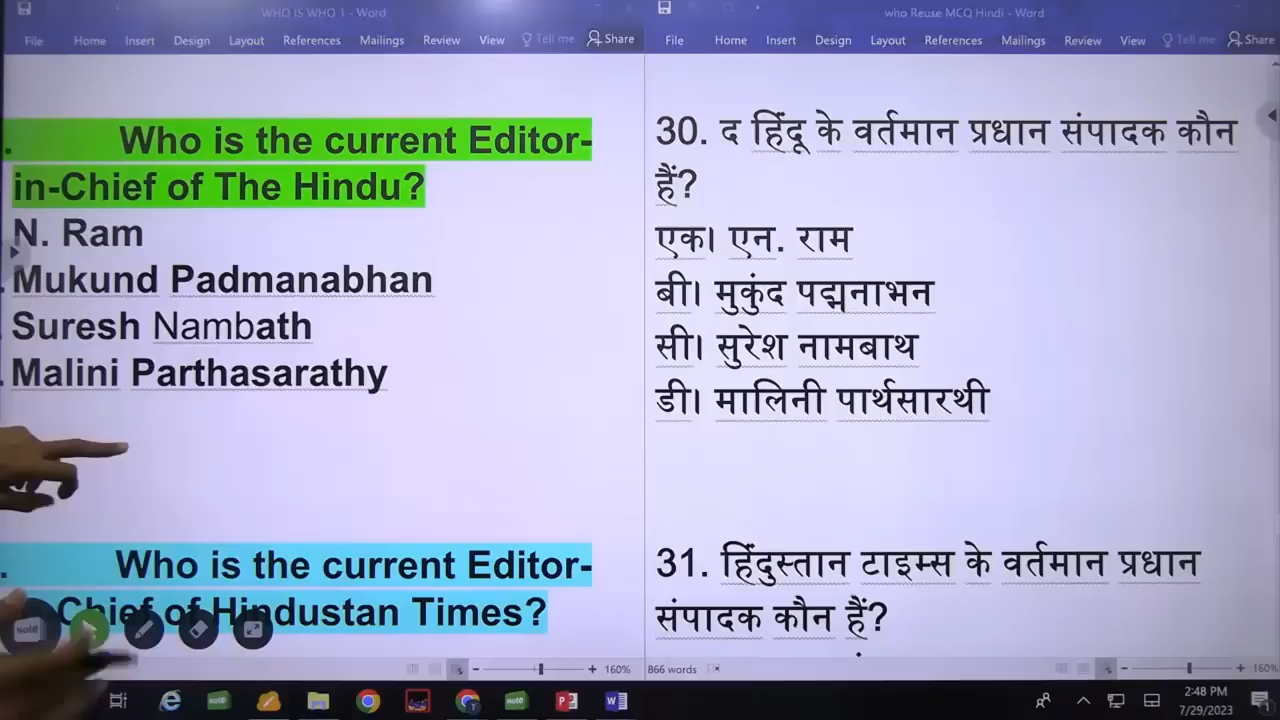 WHO IS WHO 1 - Word
File Home Insert Design Layout References Mailings Review View Tell me Share
Who is the current Editor-
in-Chief of The Hindu?
N. Ram
Mukund Padmanabhan
Suresh Nambath
Malini Parthasarathy
Who is the current Editor-
Chief of Hindustan Times?
note
160%
who Reuse MCQ Hindi - Word
File Home Insert Design Layout References Mailings Review View Tell me Share
30. द हिंदू के वर्तमान प्रधान संपादक कौन
हैं?
एक। एन. राम
बी। मुकुंद पद्मनाभन
सी। सुरेश नामबाथ
डी। मालिनी पार्थसारथी
31. हिंदुस्तान टाइम्स के वर्तमान प्रधान
संपादक कौन हैं?
866 words 160%
note note
2:48 PM
7/29/2023